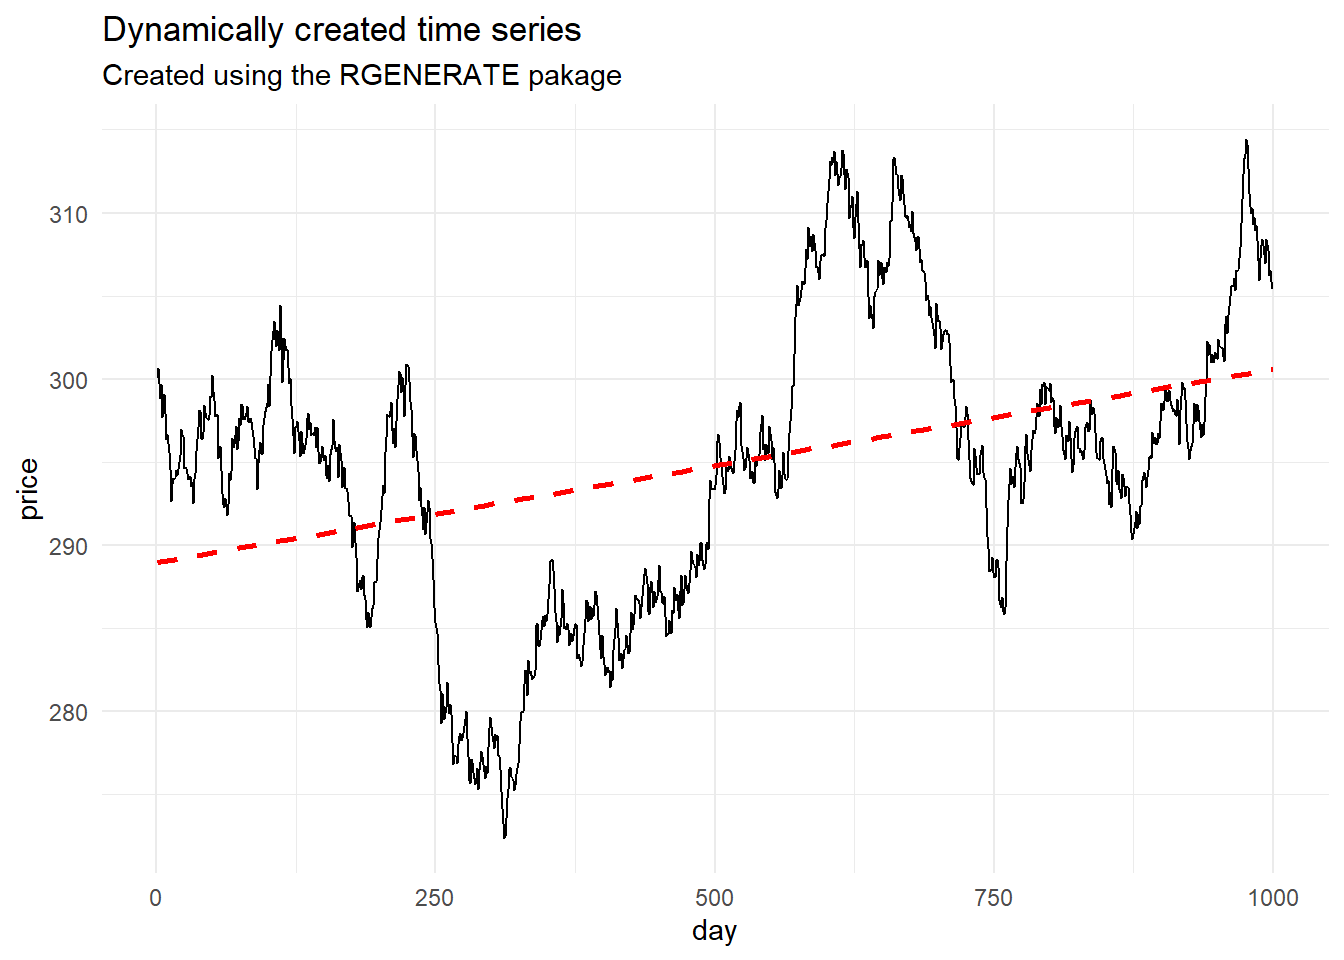 Dynamically created time series
Created using the RGENERATE pakage
310
300
290
280
price
0 250 500 750 1000
day